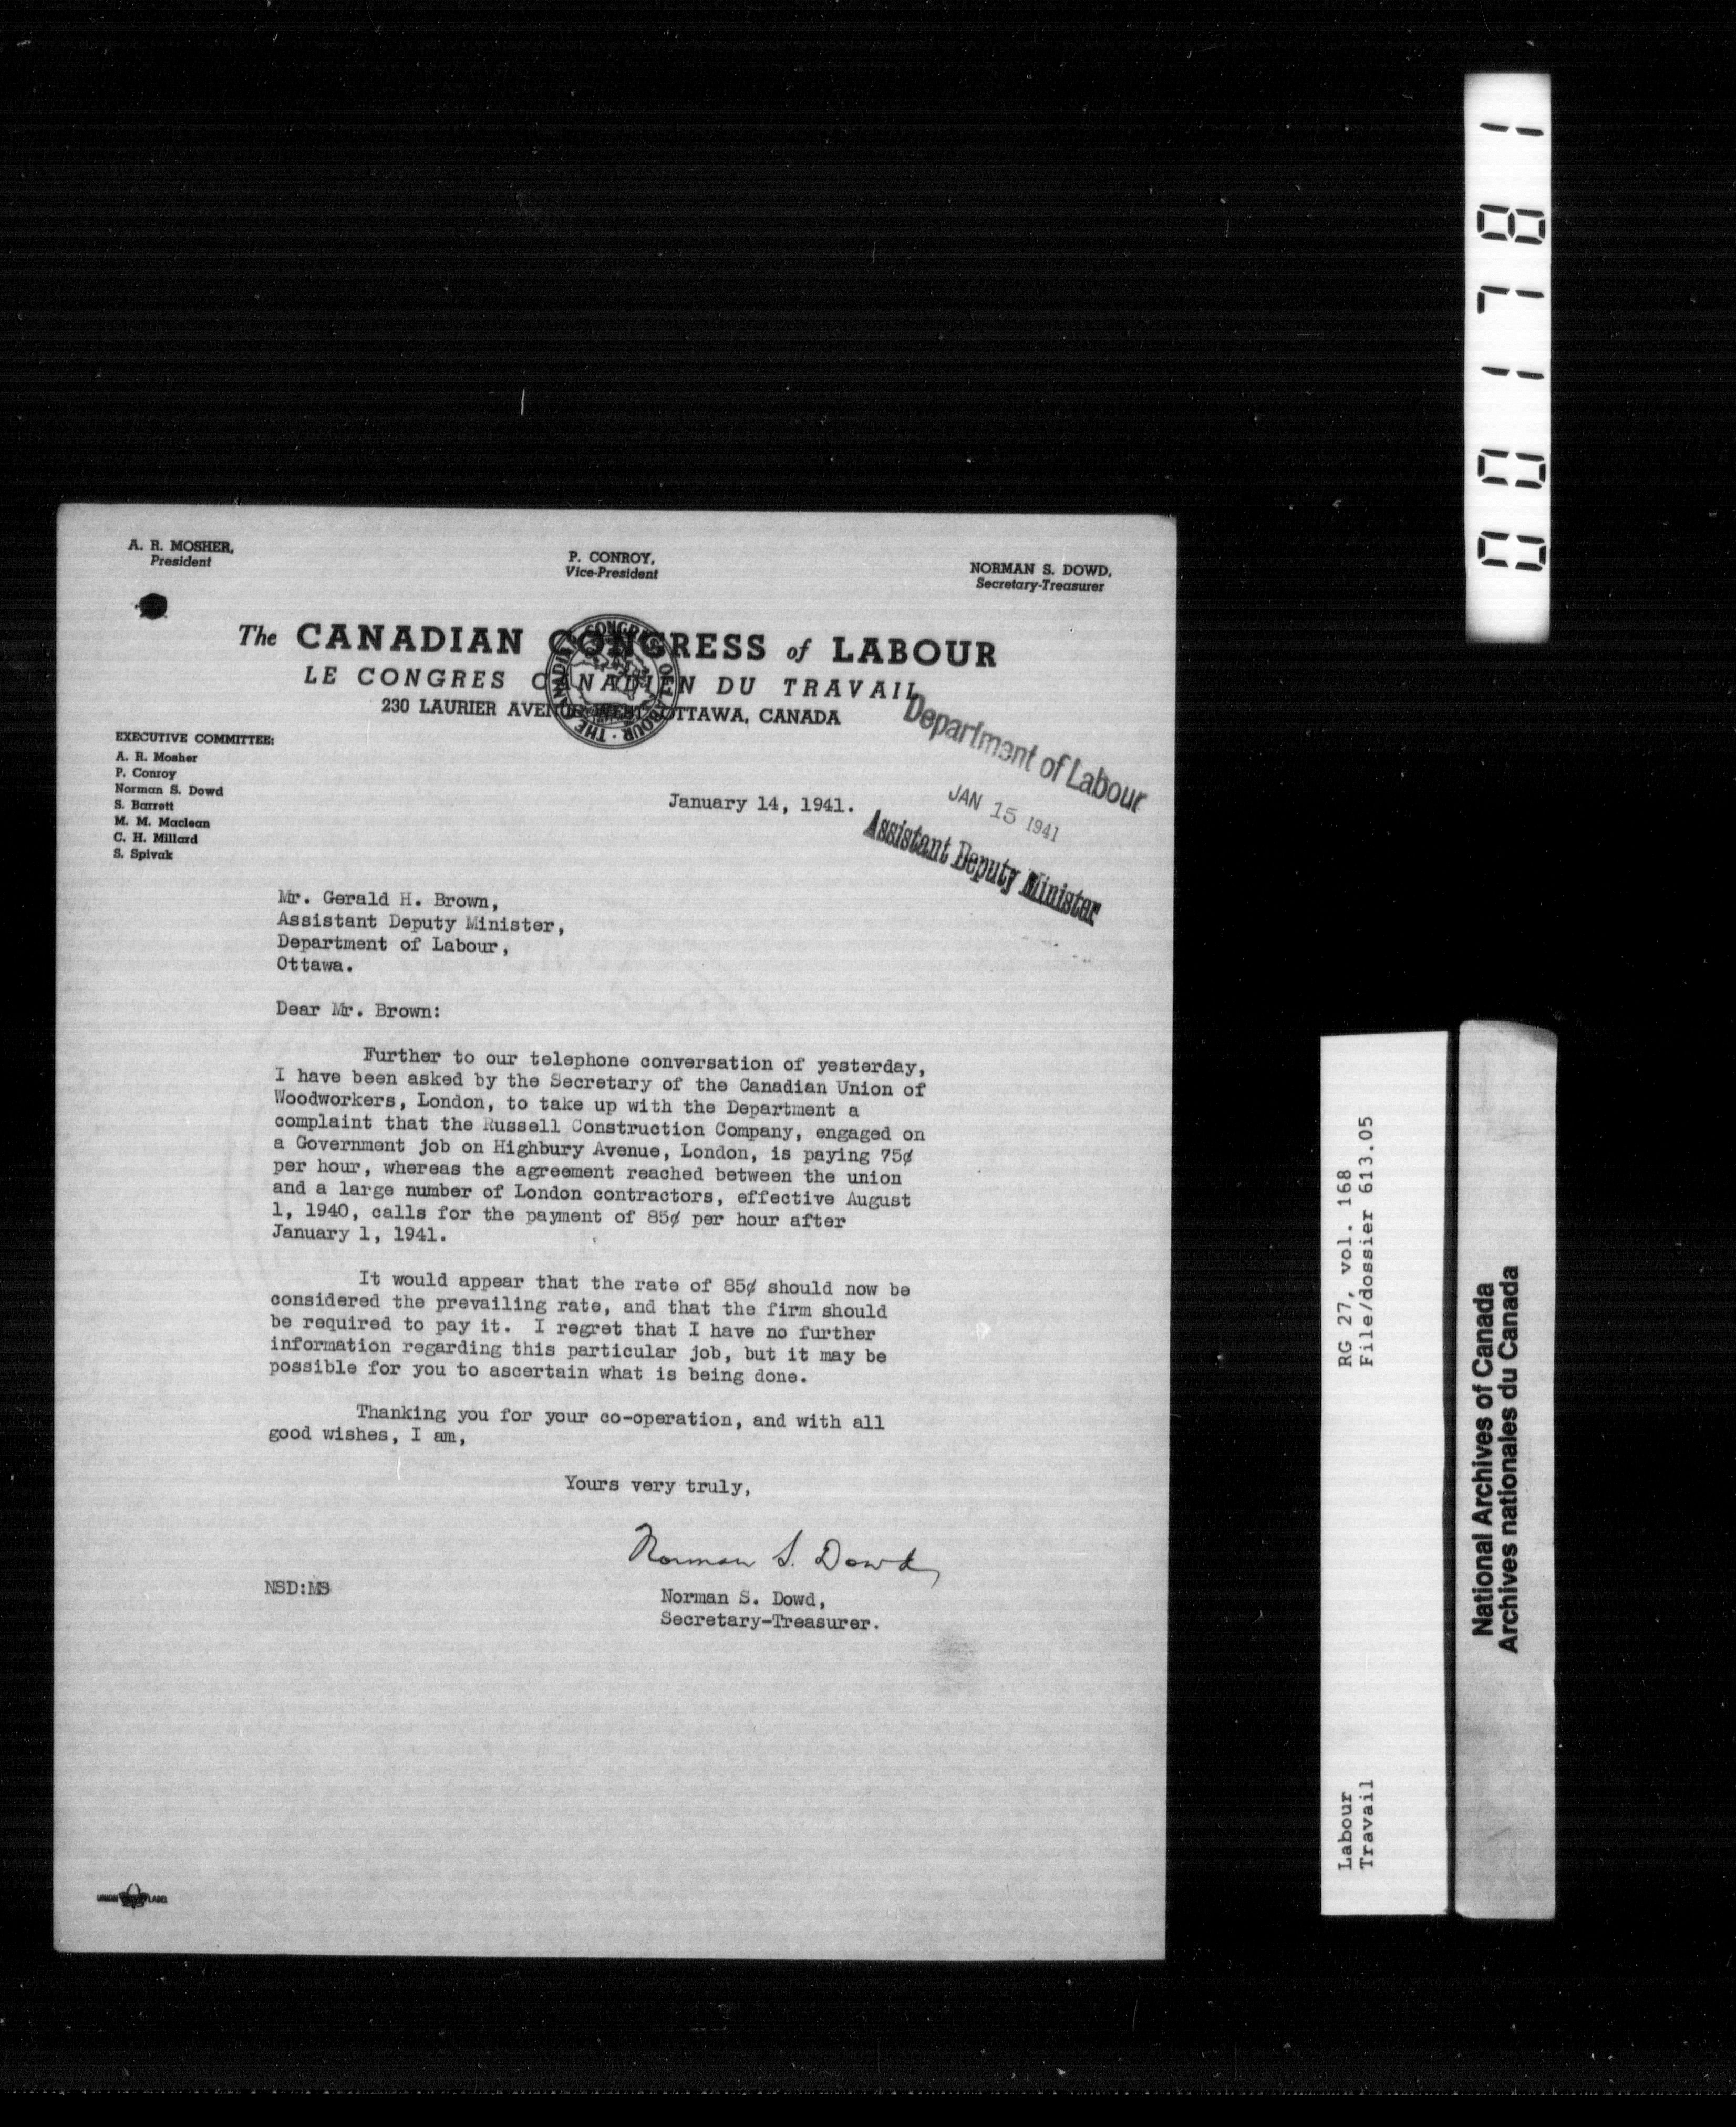 A. R. MOSHER,
President
P. CONROY,
Vice-President
NORMAN S. DOWD,
Secretary-Treasurer
The CANADIAN CONGRESS of LABOUR
LE CONGRES CANADIEN DU TRAVAIL
230 LAURIER AVENUE WEST, OTTAWA, CANADA
THE CANADIAN CONGRESS OF LABOUR
EXECUTIVE COMMITTEE:
A. R. Mosher
P. Conroy
Norman S. Dowd
S. Barrett
M. M. Maclean
C. H. Millard
S. Spivak
Department of Labour
JAN 15 1941
Assistant Deputy Minister
January 14, 1941.
Mr. Gerald H. Brown,
Assistant Deputy Minister,
Department of Labour,
Ottawa.
Dear Mr. Brown:
Further to our telephone conversation of yesterday,
I have been asked by the Secretary of the Canadian Union of
Woodworkers, London, to take up with the Department a
complaint that the Russell Construction Company, engaged on
a Government job on Highbury Avenue, London, is paying 75¢
per hour, whereas the agreement reached between the union
and a large number of London contractors, effective August
1, 1940, calls for the payment of 85¢ per hour after
January 1, 1941.
It would appear that the rate of 85¢ should now be
considered the prevailing rate, and that the firm should
be required to pay it. I regret that I have no further
information regarding this particular job, but it may be
possible for you to ascertain what is being done.
Thanking you for your co-operation, and with all
good wishes, I am,
Yours very truly,
Norman S. Dowd
NSD:MS
Norman S. Dowd,
Secretary-Treasurer.
UNION LABEL
001781
RG 27, vol. 168
File/dossier 613.05
Labour
Travail
National Archives of Canada
Archives nationales du Canada